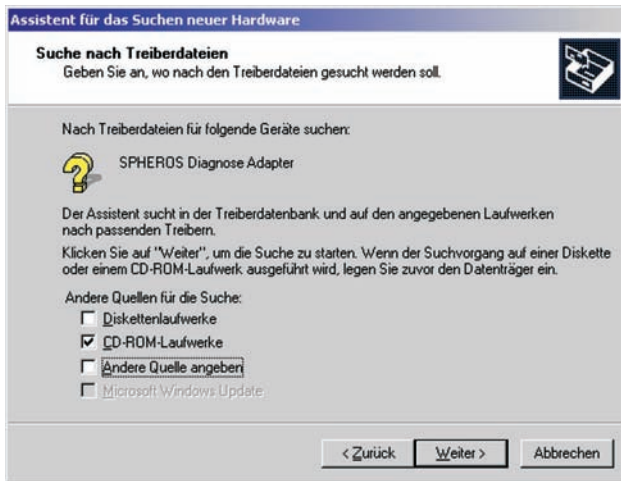 Assistent für das Suchen neuer Hardware
Suche nach Treiberdateien
Geben Sie an, wo nach den Treiberdateien gesucht werden soll.
Nach Treiberdateien für folgende Geräte suchen:
SPHEROS Diagnose Adapter
Der Assistent sucht in der Treiberdatenbank und auf den angegebenen Laufwerken
nach passenden Treibern.
Klicken Sie auf "Weiter", um die Suche zu starten. Wenn der Suchvorgang auf einer Diskette
oder einem CD-ROM-Laufwerk ausgeführt wird, legen Sie zuvor den Datenträger ein.
Andere Quellen für die Suche:
Diskettenlaufwerke
CD-ROM-Laufwerke
Andere Quelle angeben
Microsoft Windows Update
< Zurück Weiter > Abbrechen